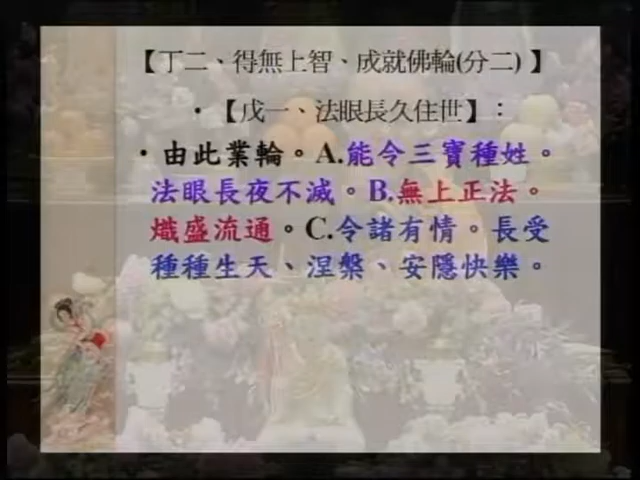 【丁二、得無上智、成就佛輪(分二)】
•【戊一、法眼長久住世】：
•由此業輪。A.能令三寶種姓。
法眼長夜不滅。B.無上正法。
熾盛流通。C.令諸有情。長受
種種生天、涅槃、安隱快樂。